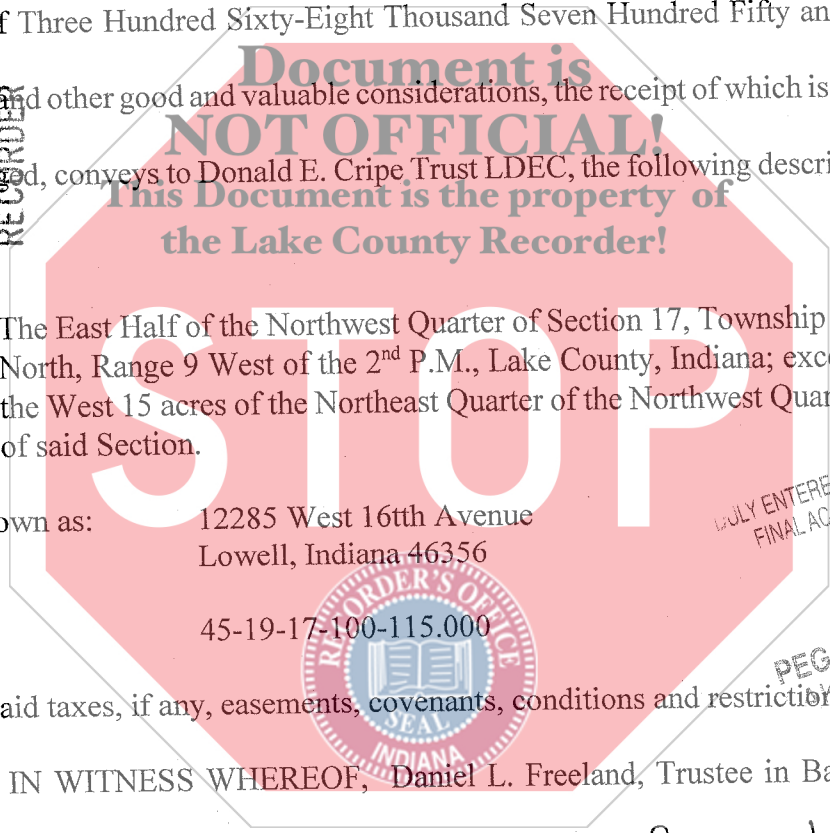 f Three Hundred Sixty-Eight Thousand Seven Hundred Fifty an
Document is
and other good and valuable considerations, the receipt of which is
NOT OFFICIAL!
ged, conveys to Donald E. Cripe Trust LDEC, the following descri
This Document is the property of
the Lake County Recorder!
RECORDER
The East Half of the Northwest Quarter of Section 17, Township
North, Range 9 West of the 2nd P.M., Lake County, Indiana; exce
the West 15 acres of the Northeast Quarter of the Northwest Quar
of said Section.
STOP
own as: 12285 West 16tth Avenue
Lowell, Indiana 46356
DULY ENTERE
FINAL AC
45-19-17-100-115.000
RECORDER'S OFFICE
SEAL
INDIANA
PEG
aid taxes, if any, easements, covenants, conditions and restriction
IN WITNESS WHEREOF, Daniel L. Freeland, Trustee in Ba